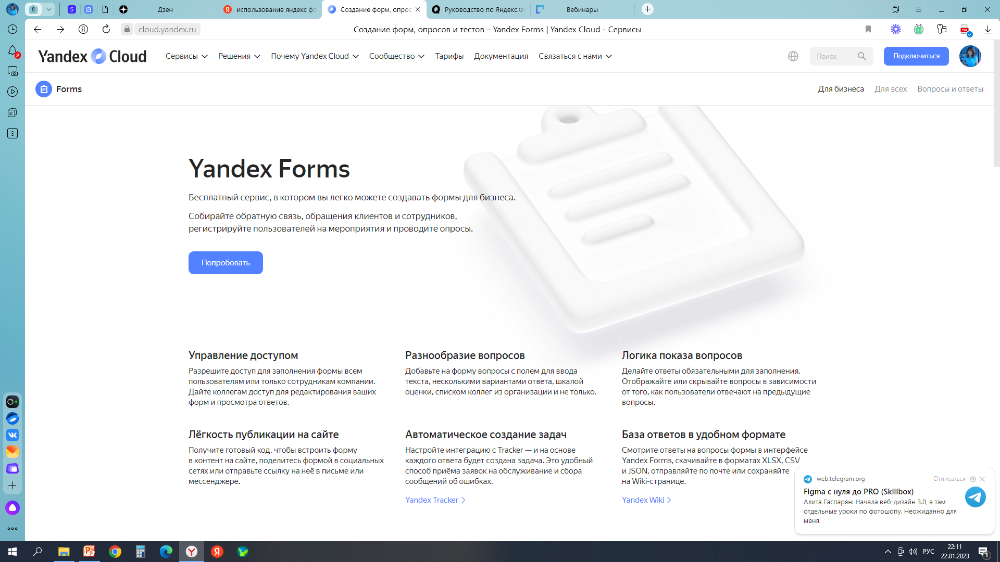 8
S
Дзен
использование яндекс фо
Создание форм, опрос
Руководство по Яндекс.Фо
Вебинары
cloud.yandex.ru
Создание форм, опросов и тестов – Yandex Forms | Yandex Cloud - Сервисы
2
8
Yandex Cloud
Сервисы
Решения
Почему Yandex Cloud
Сообщество
Тарифы
Документация
Связаться с нами
Поиск
Подключиться
Forms
Для бизнеса
Для всех
Вопросы и ответы
Yandex Forms
Бесплатный сервис, в котором вы легко можете создавать формы для бизнеса.
Собирайте обратную связь, обращения клиентов и сотрудников,
регистрируйте пользователей на мероприятия и проводите опросы.
Попробовать
Управление доступом
Разрешите доступ для заполнения формы всем
пользователям или только сотрудникам компании.
Дайте коллегам доступ для редактирования ваших
форм и просмотра ответов.
Разнообразие вопросов
Добавьте на форму вопросы с полем для ввода
текста, несколькими вариантами ответа, шкалой
оценки, списком коллег из организации и не только.
Логика показа вопросов
Делайте ответы обязательными для заполнения.
Отображайте или скрывайте вопросы в зависимости
от того, как пользователи отвечают на предыдущие
вопросы.
Лёгкость публикации на сайте
Получите готовый код, чтобы встроить форму
в контент на сайте, поделитесь формой в социальных
сетях или отправьте ссылку на неё в письме или
мессенджере.
Автоматическое создание задач
Настройте интеграцию с Tracker — и на основе
каждого ответа будет создана задача. Это удобный
способ приёма заявок на обслуживание и сбора
сообщений об ошибках.
Yandex Tracker
База ответов в удобном формате
Смотрите ответы на вопросы формы в интерфейсе
Yandex Forms, скачивайте в форматах XLSX, CSV
и JSON, отправляйте по почте или сохраняйте
на Wiki-странице.
Yandex Wiki
web.telegram.org
Отписаться
Figma с нуля до PRO (Skillbox)
Алита Гаспарян: Начала веб-дизайн 3.0, а там
отдельные уроки по фотошопу. Неожиданно для
меня.
РУС
22:11
22.01.2023
1